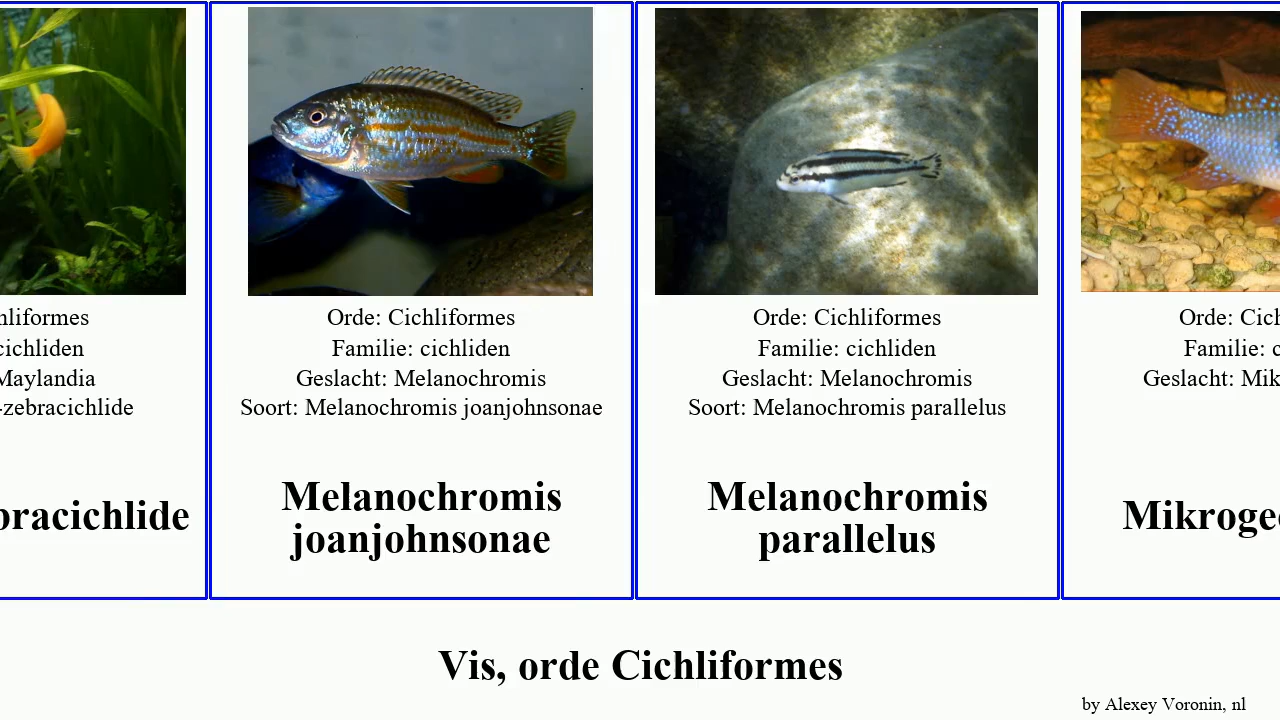 hliformes
cichliden
Maylandia
-zebracichlide
bracichlide
Orde: Cichliformes
Familie: cichliden
Geslacht: Melanochromis
Soort: Melanochromis joanjohnsonae
Melanochromis
joanjohnsonae
Orde: Cichliformes
Familie: cichliden
Geslacht: Melanochromis
Soort: Melanochromis parallelus
Melanochromis
parallelus
Orde: Cich
Familie: c
Geslacht: Mik
Mikroge
Vis, orde Cichliformes
by Alexey Voronin, nl